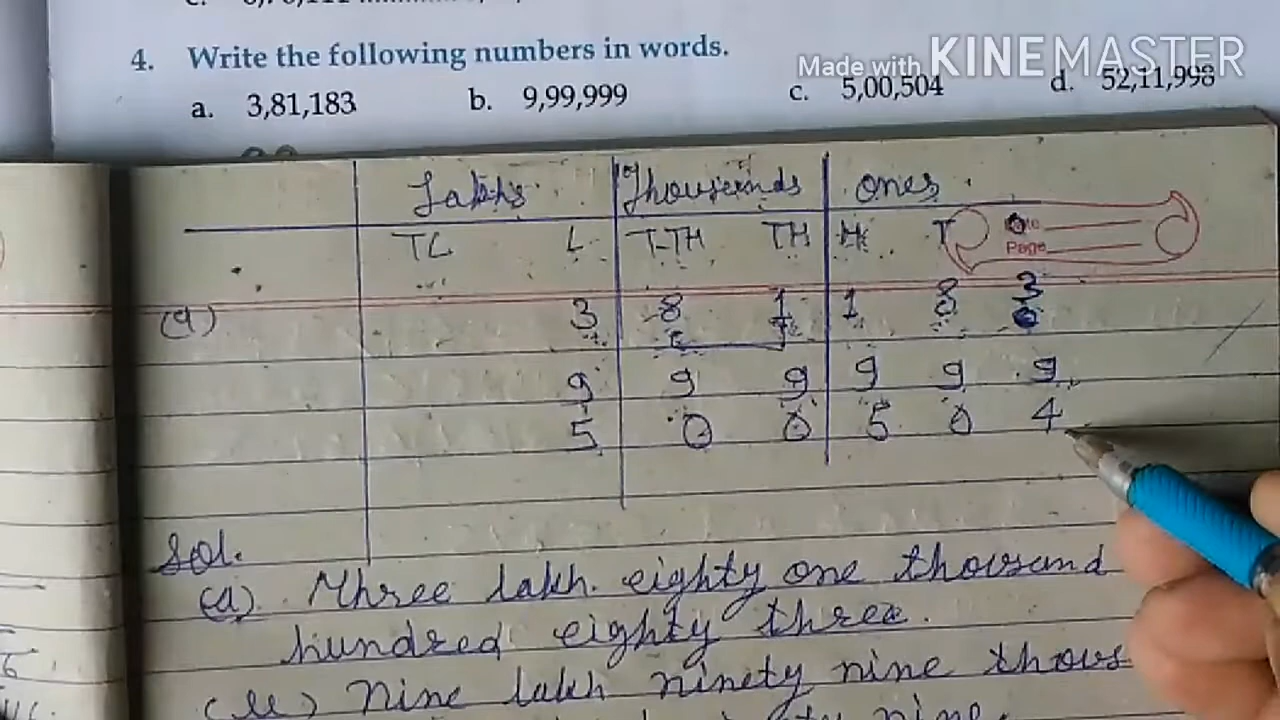 4. Write the following numbers in words.
Made with KINEMASTER
a. 3,81,183 b. 9,99,999 c. 5,00,504 d. 52,11,998
Lakhs Thousands ones
TL L T-TH TH H T
Page
(a) 3 8 1 1 8 3
9 9 9 9 9 9
5 0 0 5 0 4
Sol.
(a) Three lakh eighty one thousand
hundred eighty three.
Nine lakh ninety nine thous
nine.